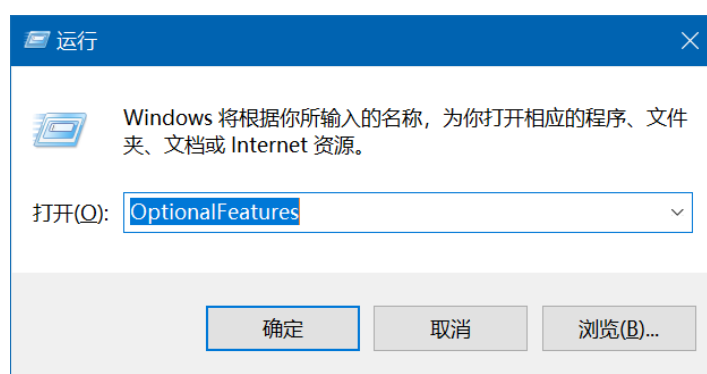 运行
Windows 将根据你所输入的名称，为你打开相应的程序、文件
夹、文档或 Internet 资源。
打开(O): OptionalFeatures
确定 取消 浏览(B)...